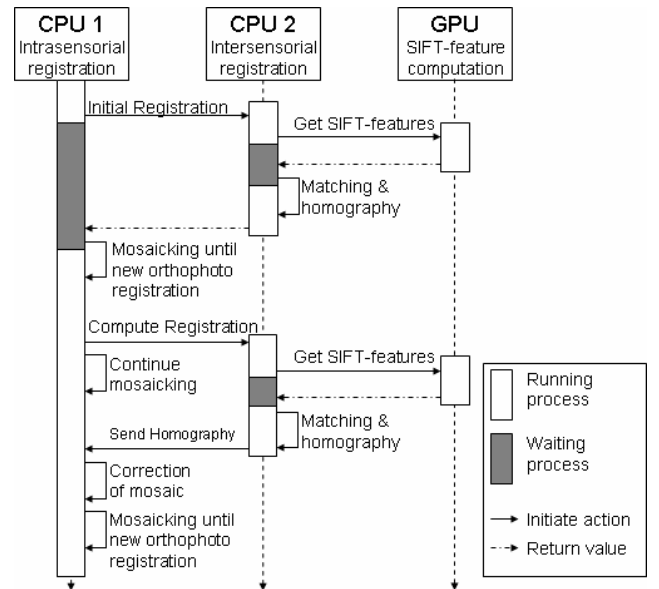 CPU 1
Intrasensorial
registration
CPU 2
Intersensorial
registration
GPU
SIFT-feature
computation
Initial Registration
Get SIFT-features
Matching &
homography
Mosaicking until
new orthophoto
registration
Compute Registration
Get SIFT-features
Continue
mosaicking
Matching &
homography
Send Homography
Correction
of mosaic
Mosaicking until
new orthophoto
registration
Running
process
Waiting
process
Initiate action
Return value